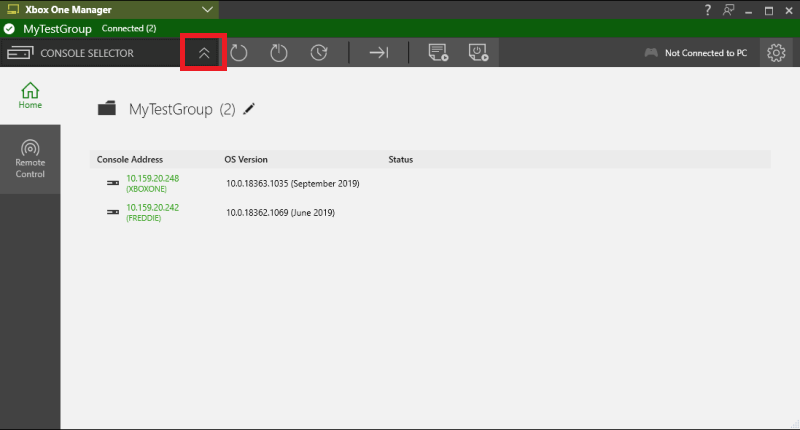 Xbox One Manager
?
MyTestGroup Connected (2)
CONSOLE SELECTOR
Not Connected to PC
Home
Remote
Control
MyTestGroup (2)
Console Address OS Version Status
10.159.20.248
(XBOXONE)
10.0.18363.1035 (September 2019)
10.159.20.242
(FREDDIE)
10.0.18362.1069 (June 2019)